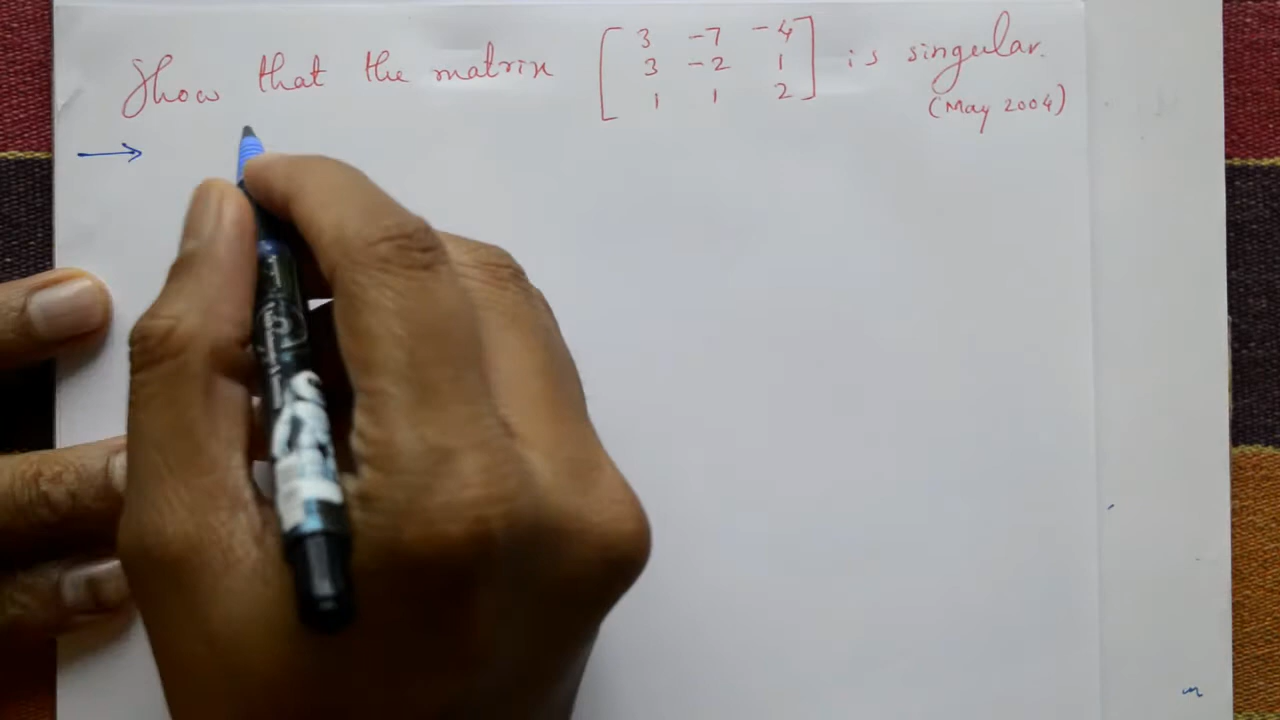 Show that the matrix [ 3 -7 -4 ] is singular.
3 -2 1
1 1 2
(May 2004)